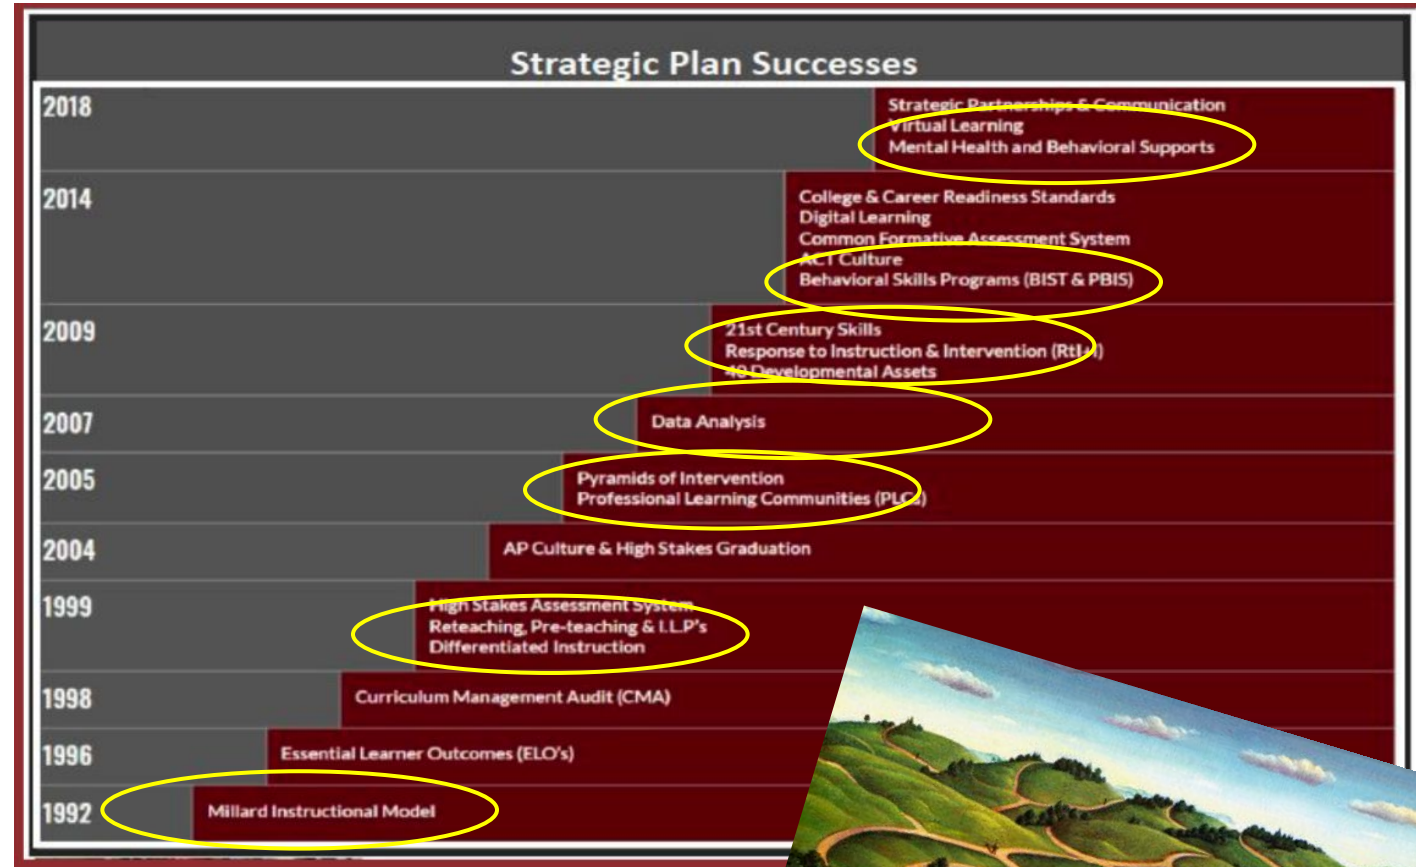 Strategic Plan Successes
2018
Strategic Partnerships & Communication
Virtual Learning
Mental Health and Behavioral Supports
2014
College & Career Readiness Standards
Digital Learning
Common Formative Assessment System
ACT Culture
Behavioral Skills Programs (BIST & PBIS)
2009
21st Century Skills
Response to Instruction & Intervention (RtI+I)
40 Developmental Assets
2007
Data Analysis
2005
Pyramids of Intervention
Professional Learning Communities (PLCs)
2004
AP Culture & High Stakes Graduation
1999
High Stakes Assessment System
Reteaching, Pre-teaching & I.L.P's
Differentiated Instruction
1998
Curriculum Management Audit (CMA)
1996
Essential Learner Outcomes (ELO's)
1992
Millard Instructional Model